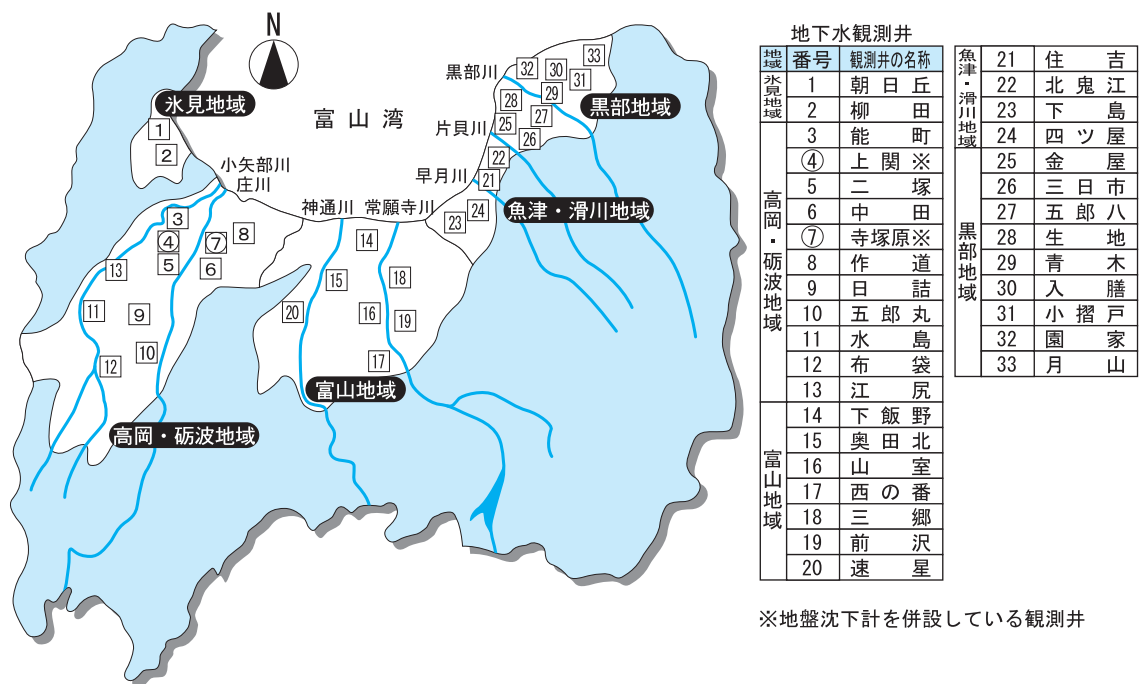 N
氷見地域
1
2
富山湾
小矢部川
庄川
神通川
常願寺川
早月川
片貝川
黒部川
黒部地域
魚津・滑川地域
富山地域
高岡・砺波地域
3
④
5
6
⑦
8
9
10
11
12
13
14
15
16
17
18
19
20
21
22
23
24
25
26
27
28
29
30
31
32
33
地下水観測井
地域 番号 観測井の名称
氷見地域
1 朝日丘
2 柳田
高岡・砺波地域
3 能町
④ 上関※
5 二塚
6 中田
⑦ 寺塚原※
8 作道
9 日詰
10 五郎丸
11 水島
12 布袋
13 江尻
富山地域
14 下飯野
15 奥田北
16 山室
17 西の番
18 三郷
19 前沢
20 速星
魚津・滑川地域
21 住吉
22 北鬼江
23 下島
24 四ツ屋
黒部地域
25 金屋
26 三日市
27 五郎八
28 生地
29 青木
30 入膳
31 小摺戸
32 園家
33 月山
※地盤沈下計を併設している観測井